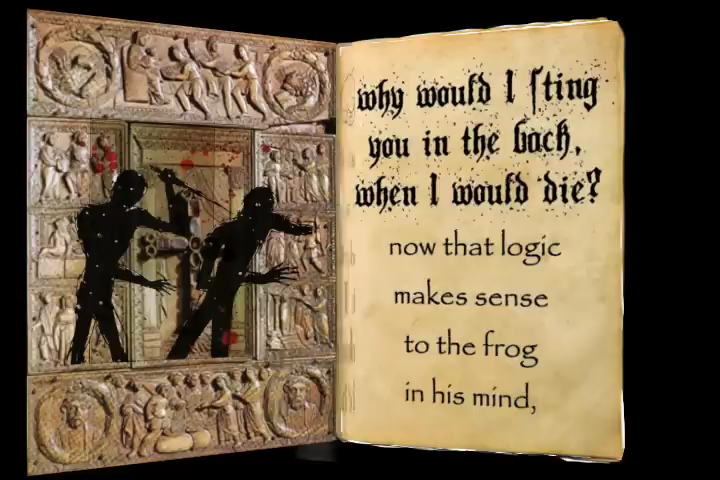 why would I sting
you in the back,
when I would die?
now that logic
makes sense
to the frog
in his mind,